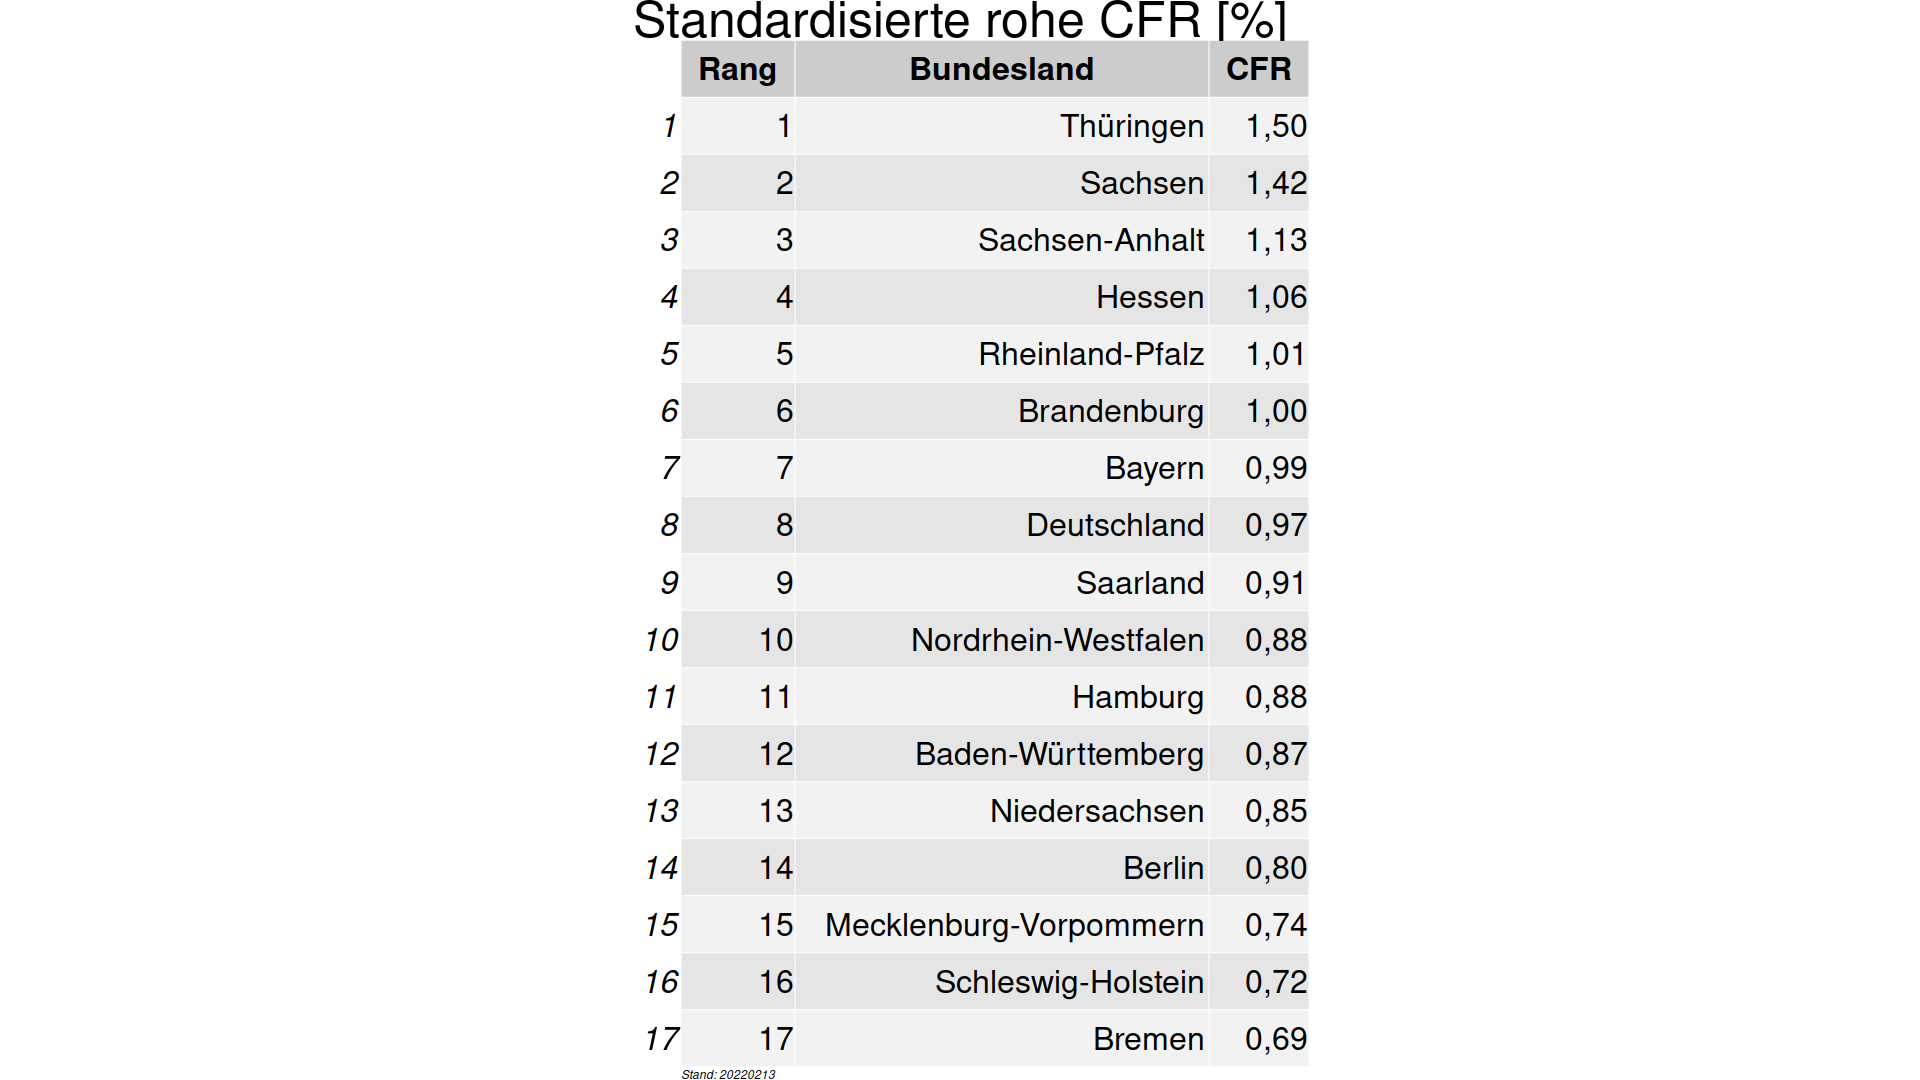 Standardisierte rohe CFR [%]
Rang Bundesland CFR
1 1 Thüringen 1,50
2 2 Sachsen 1,42
3 3 Sachsen-Anhalt 1,13
4 4 Hessen 1,06
5 5 Rheinland-Pfalz 1,01
6 6 Brandenburg 1,00
7 7 Bayern 0,99
8 8 Deutschland 0,97
9 9 Saarland 0,91
10 10 Nordrhein-Westfalen 0,88
11 11 Hamburg 0,88
12 12 Baden-Württemberg 0,87
13 13 Niedersachsen 0,85
14 14 Berlin 0,80
15 15 Mecklenburg-Vorpommern 0,74
16 16 Schleswig-Holstein 0,72
17 17 Bremen 0,69
Stand: 20220213